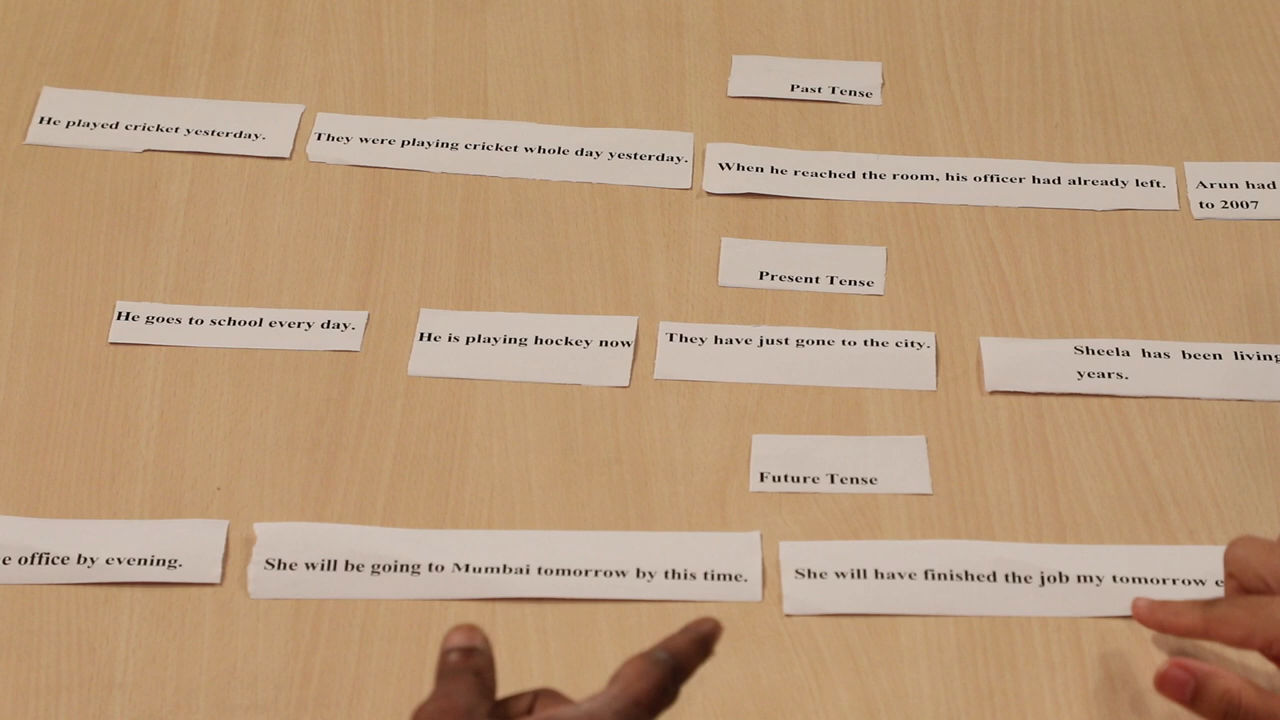 Past Tense
He played cricket yesterday.
They were playing cricket whole day yesterday.
When he reached the room, his officer had already left.
Arun had
to 2007
Present Tense
He goes to school every day.
He is playing hockey now
They have just gone to the city.
Sheela has been living
years.
Future Tense
e office by evening.
She will be going to Mumbai tomorrow by this time.
She will have finished the job my tomorrow e